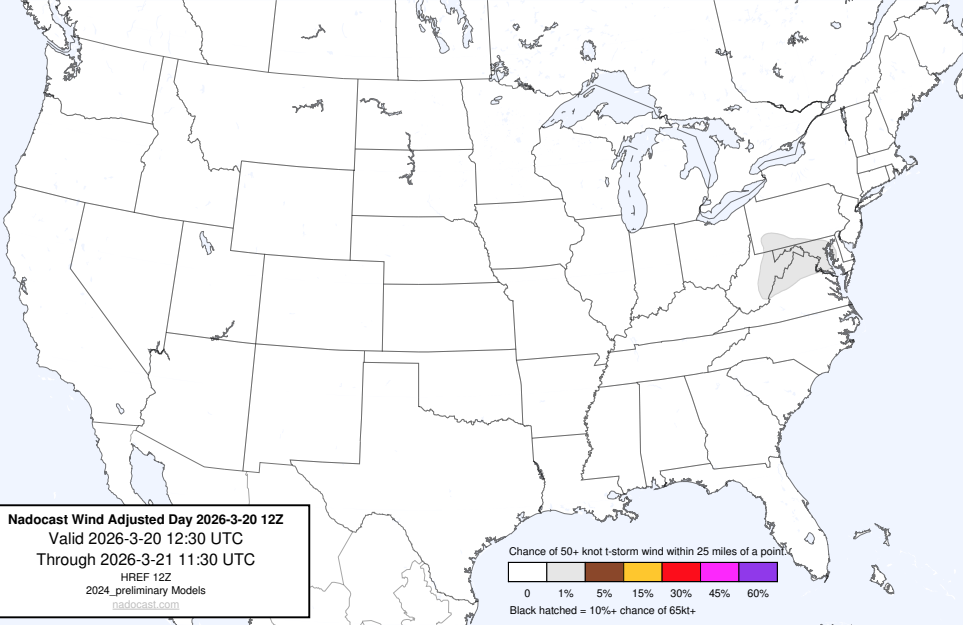 Nadocast Wind Adjusted Day 2026-3-20 12Z
Valid 2026-3-20 12:30 UTC
Through 2026-3-21 11:30 UTC
HREF 12Z
2024_preliminary Models
nadocast.com
Chance of 50+ knot t-storm wind within 25 miles of a point.
0 1% 5% 15% 30% 45% 60%
Black hatched = 10%+ chance of 65kt+